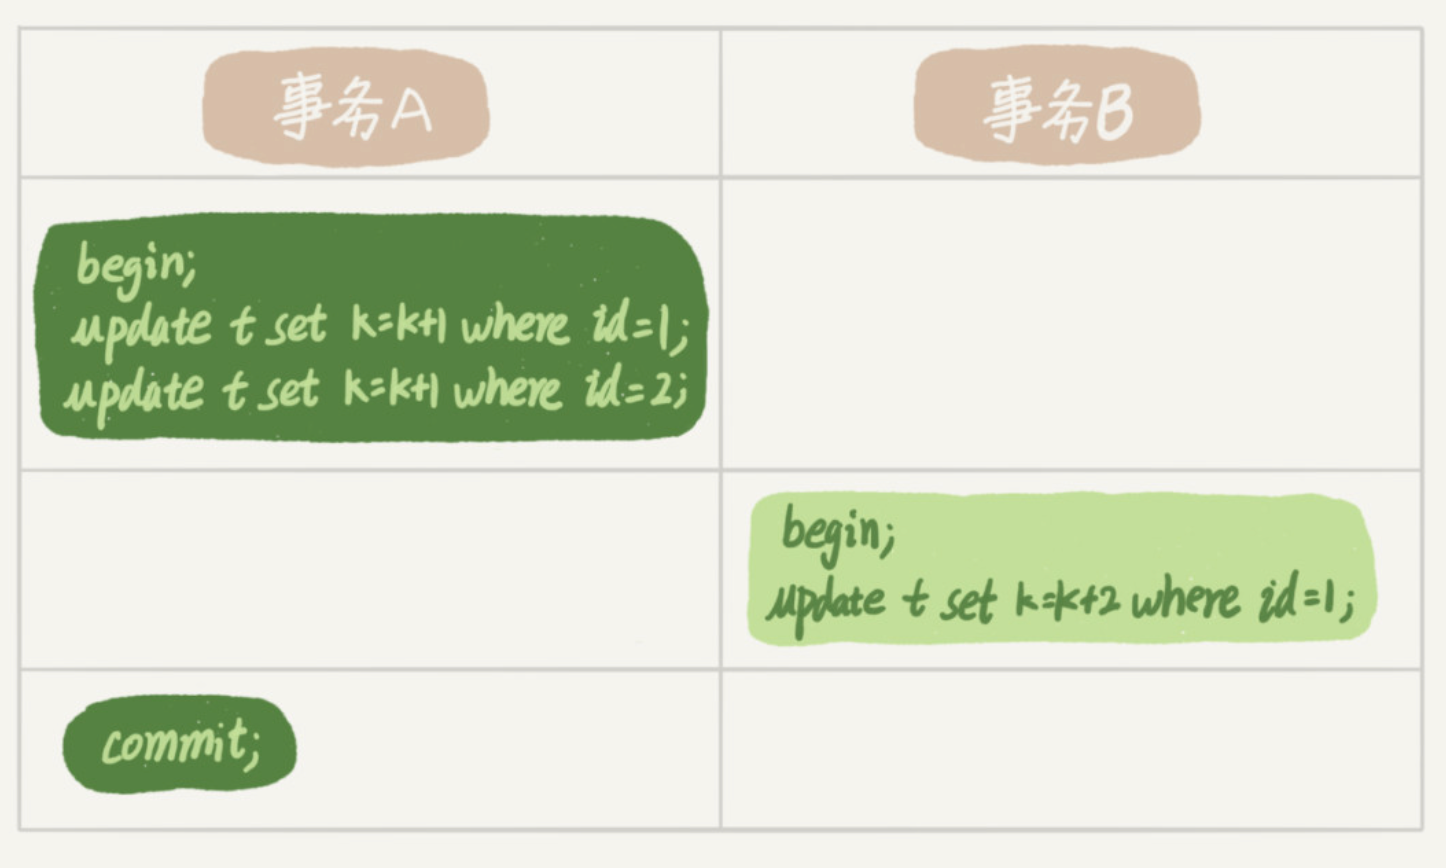 事务A
事务B
begin;
update t set k=k+1 where id=1;
update t set k=k+1 where id=2;
begin;
update t set k=k+2 where id=1;
commit;